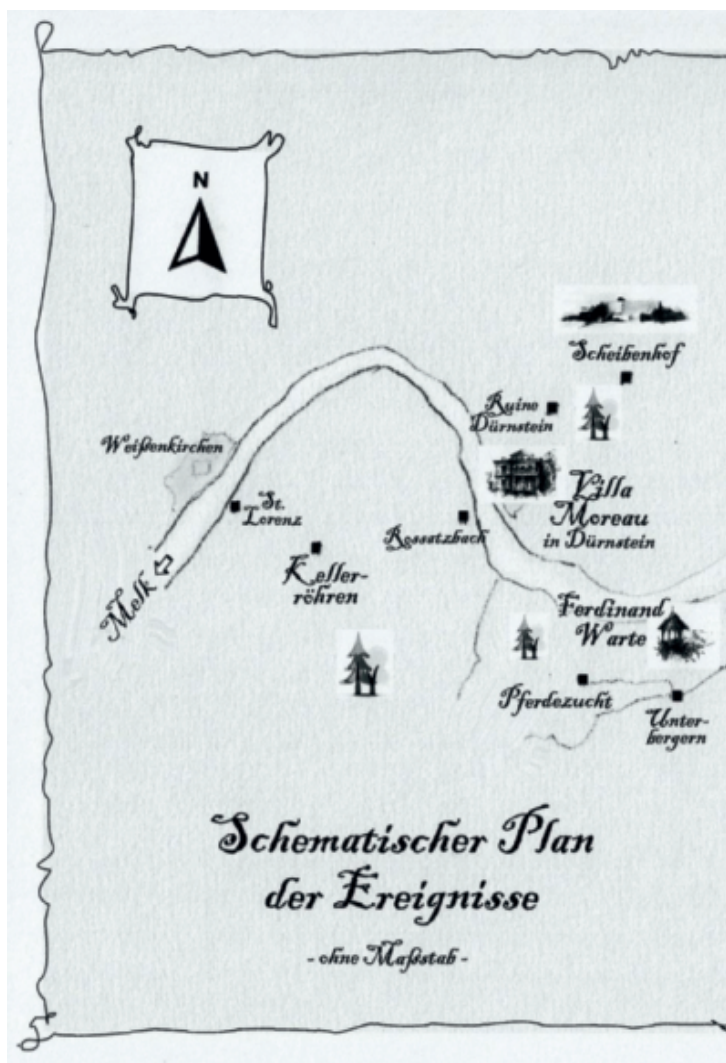 N
Scheibenhof
Ruine
Dürnstein
Weißenkirchen
Villa
Moreau
in Dürnstein
St.
Lorenz
Rossatzbach
Keller-
röhren
Melk
Ferdinand
Warte
Pferdezucht
Unter-
bergern
Schematischer Plan
der Ereignisse
- ohne Maßstab -